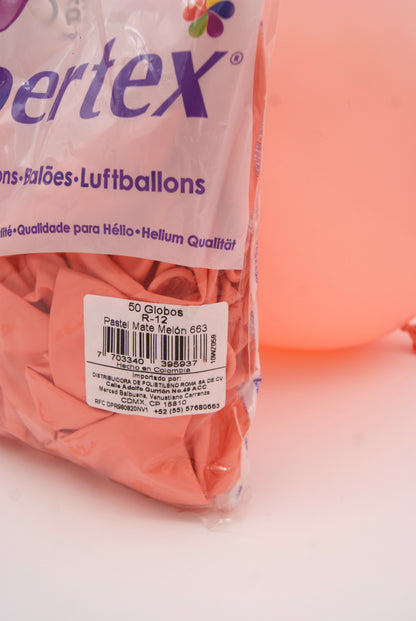 pertex®
ons•Balões•Luftballons
lité•Qualidade para Hélio•Helium Qualität
50 Globos
R-12
Pastel Mate Melón 663
7 703340 395937
10W7059
Hecho en Colombia
Importado por:
DISTRIBUIDORA DE POLIETILENO ROMA SA DE CV
Calle Adolfo Gurrión No.49 ACC
Merced Balbuena, Venustiano Carranza
CDMX, CP 15810
RFC DPR980820NV1 +52 (55) 57680663